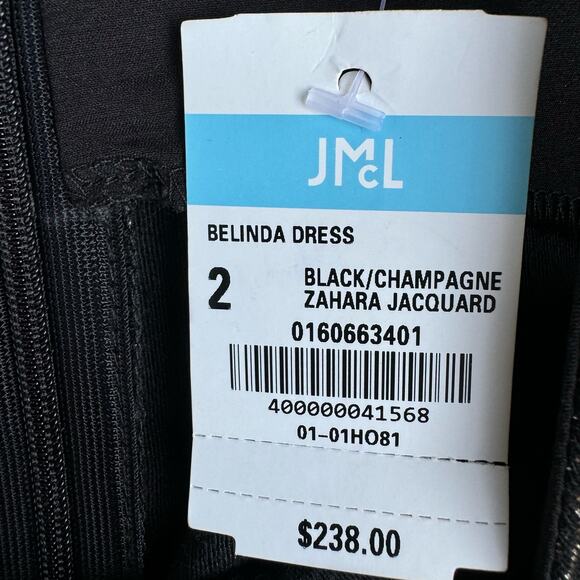 JMcL
BELINDA DRESS
2 BLACK/CHAMPAGNE
ZAHARA JACQUARD
0160663401
400000041568
01-01HO81
$238.00